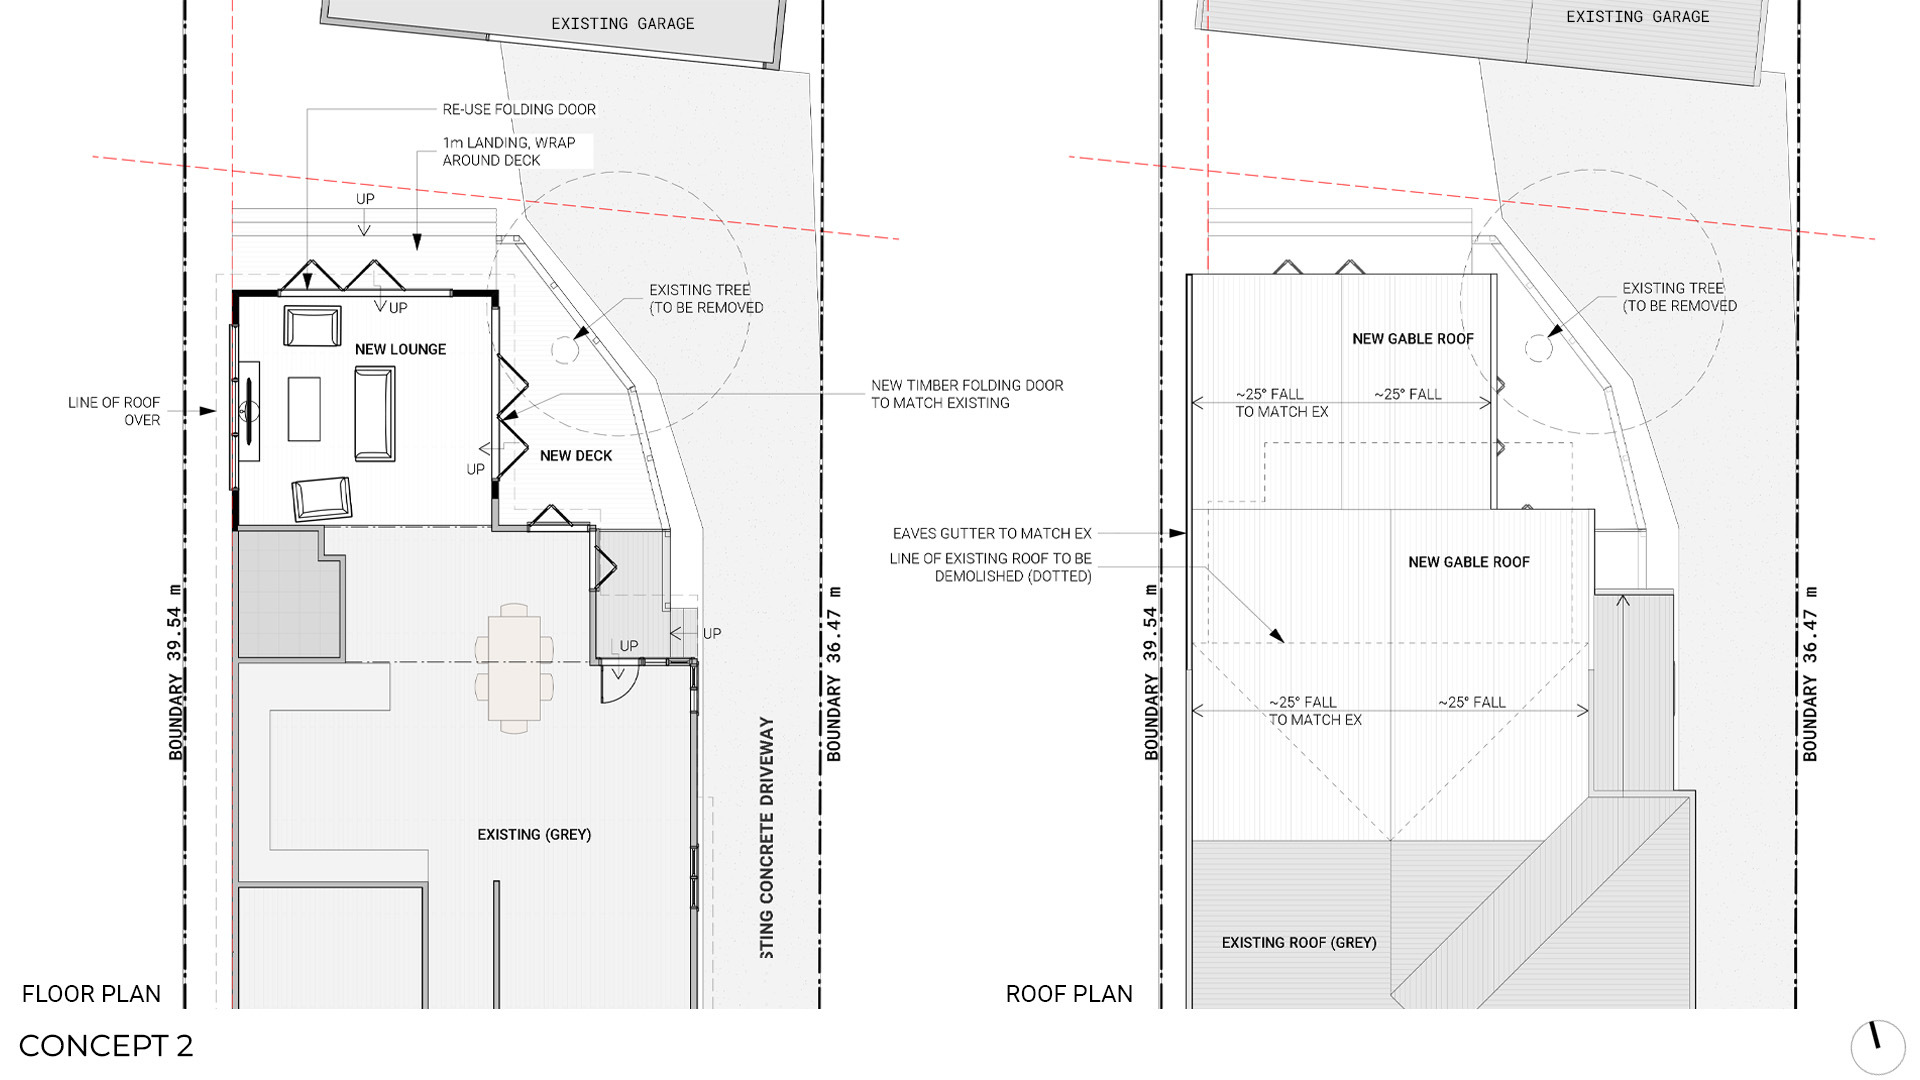 EXISTING GARAGE
RE-USE FOLDING DOOR
1m LANDING, WRAP
AROUND DECK
UP
EXISTING TREE
(TO BE REMOVED
UP
NEW LOUNGE
NEW TIMBER FOLDING DOOR
TO MATCH EXISTING
LINE OF ROOF
OVER
NEW DECK
UP
UP
UP
BOUNDARY 39.54 m
BOUNDARY 36.47 m
STING CONCRETE DRIVEWAY
EXISTING (GREY)
FLOOR PLAN
EXISTING GARAGE
EXISTING TREE
(TO BE REMOVED
NEW GABLE ROOF
~25° FALL
TO MATCH EX
~25° FALL
EAVES GUTTER TO MATCH EX
LINE OF EXISTING ROOF TO BE
DEMOLISHED (DOTTED)
NEW GABLE ROOF
BOUNDARY 39.54 m
BOUNDARY 36.47 m
~25° FALL
TO MATCH EX
~25° FALL
EXISTING ROOF (GREY)
ROOF PLAN
CONCEPT 2